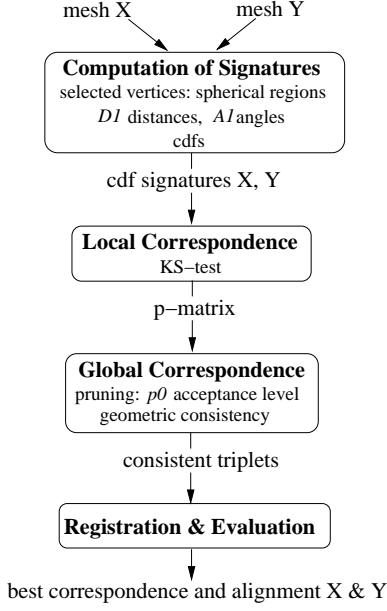 mesh X mesh Y
Computation of Signatures
selected vertices: spherical regions
D1 distances, A1 angles
cdfs
cdf signatures X, Y
Local Correspondence
KS−test
p−matrix
Global Correspondence
pruning: p0 acceptance level
geometric consistency
consistent triplets
Registration & Evaluation
best correspondence and alignment X & Y